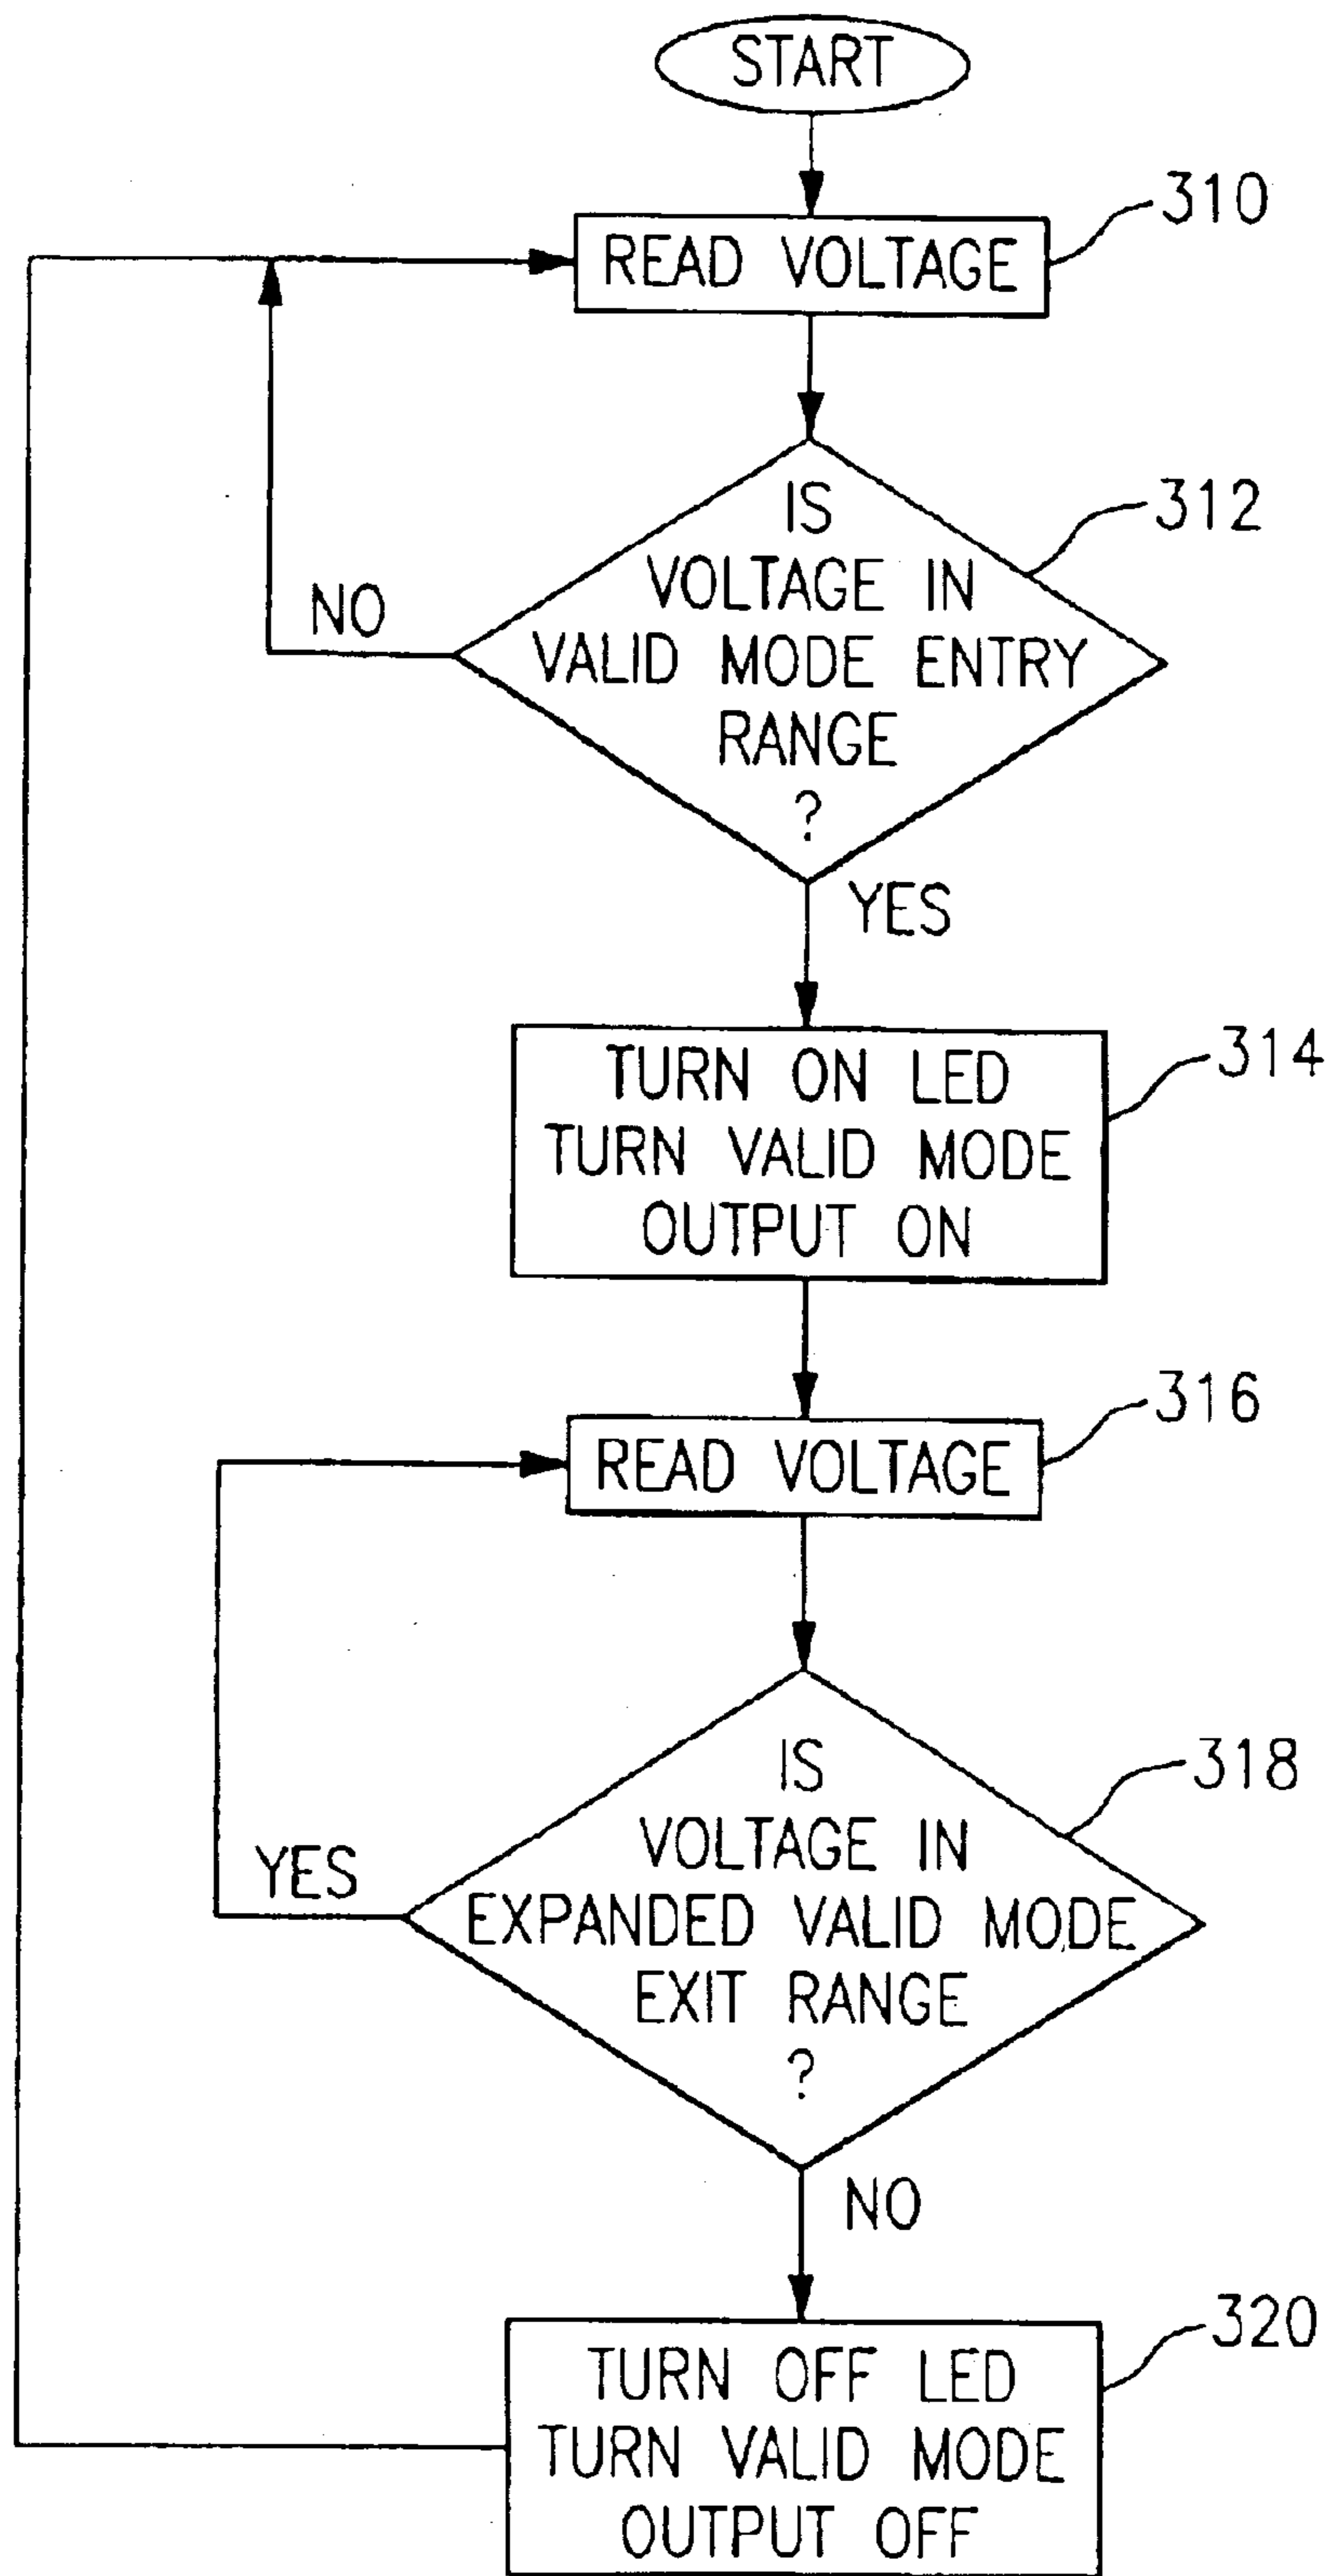 START
READ VOLTAGE
310
IS
VOLTAGE IN
VALID MODE ENTRY
RANGE
?
312
NO
YES
TURN ON LED
TURN VALID MODE
OUTPUT ON
314
READ VOLTAGE
316
IS
VOLTAGE IN
EXPANDED VALID MODE
EXIT RANGE
?
318
YES
NO
TURN OFF LED
TURN VALID MODE
OUTPUT OFF
320